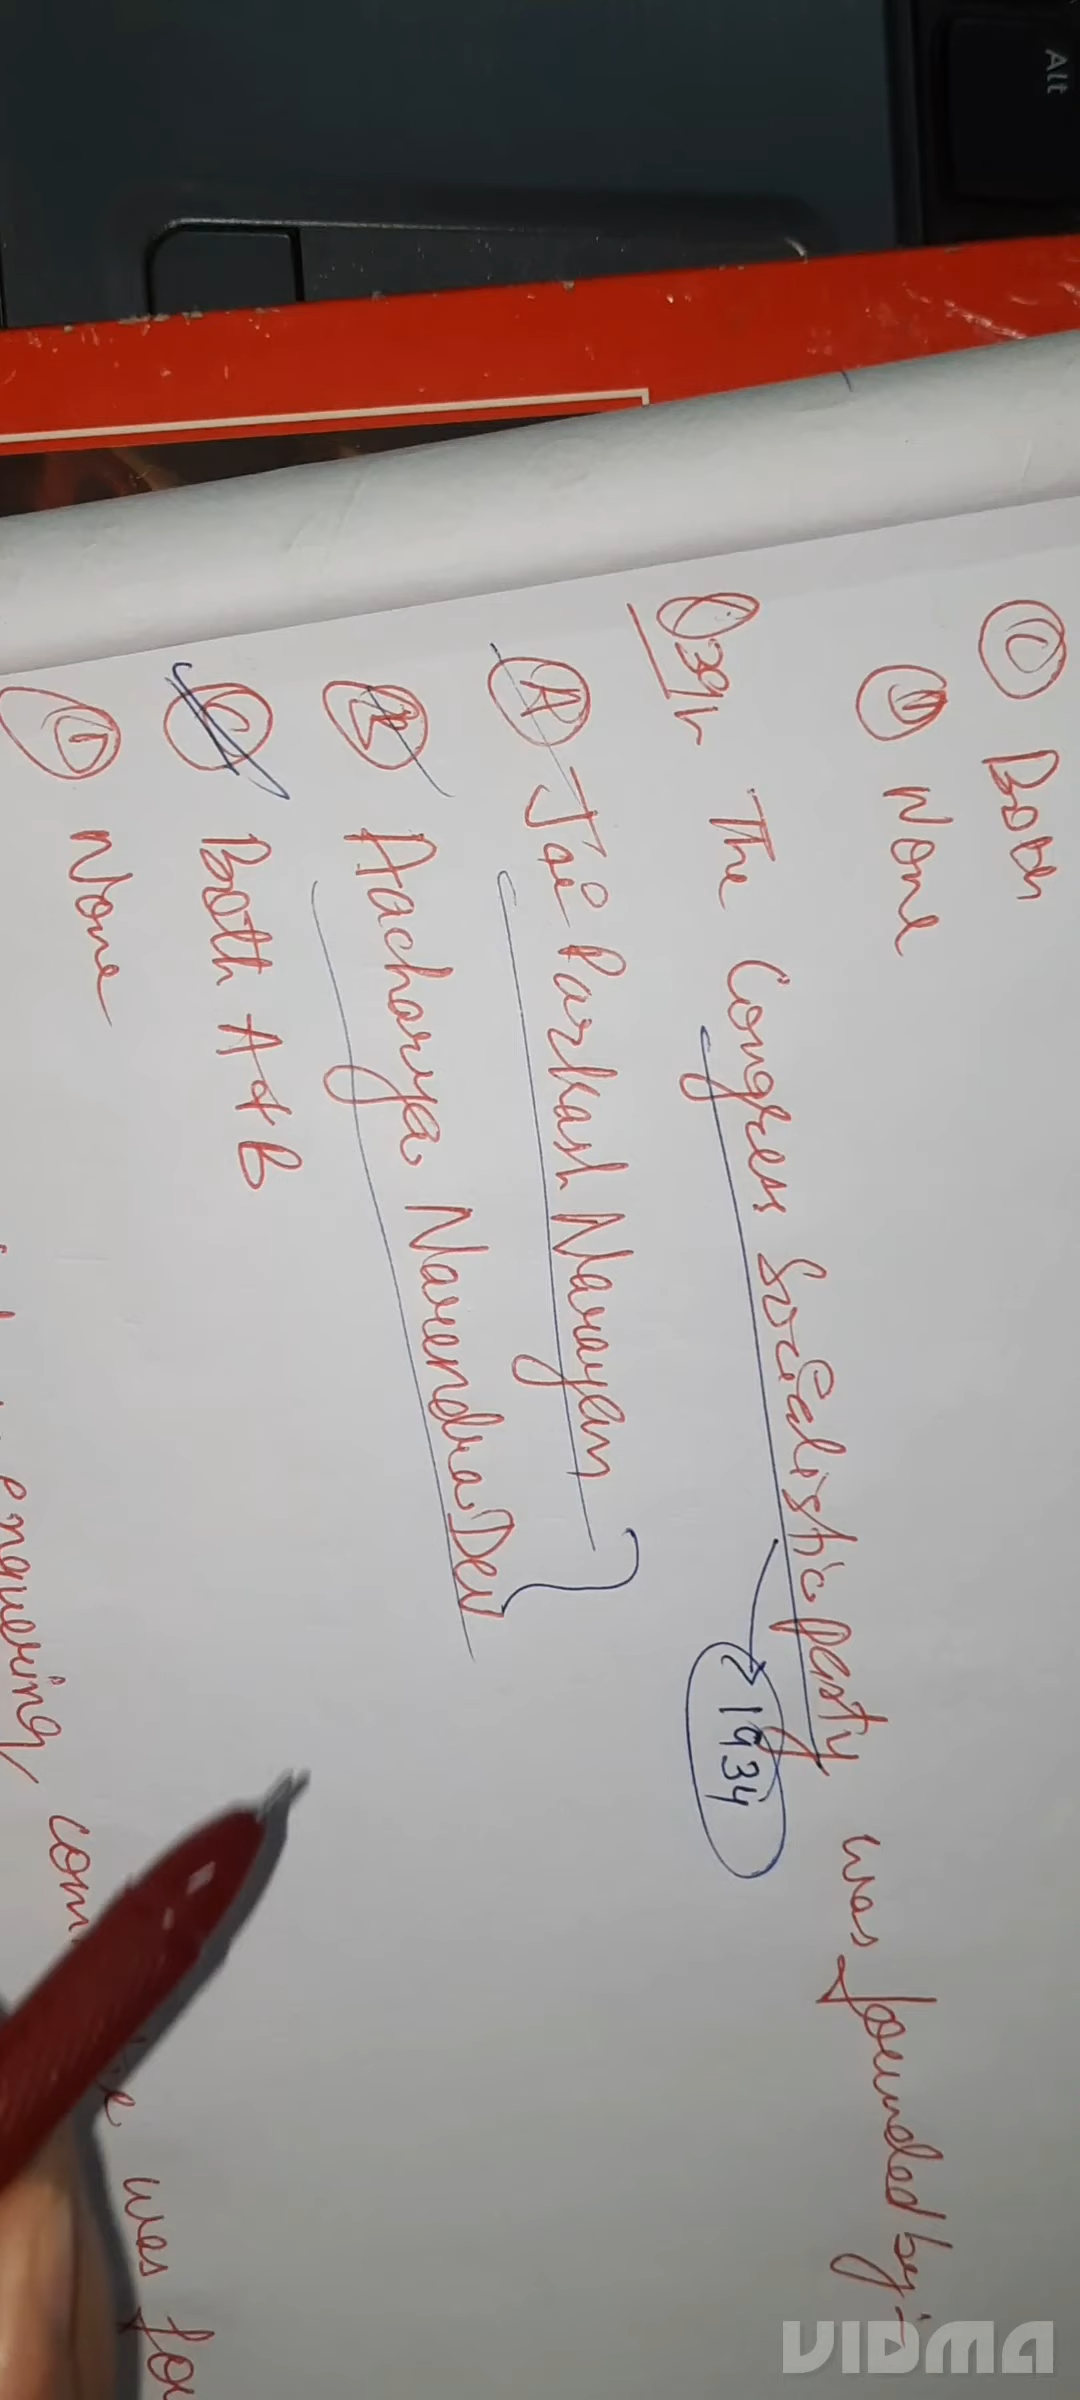 Alt
(C) Both
(D) None
Q39. The Congress Socialistic party was founded by:-
→ 1934
(A) Jai Parkash Narayan
(B) Aacharya Narendra Dev
(C) Both A & B
(D) None
enquering was
VIDMA